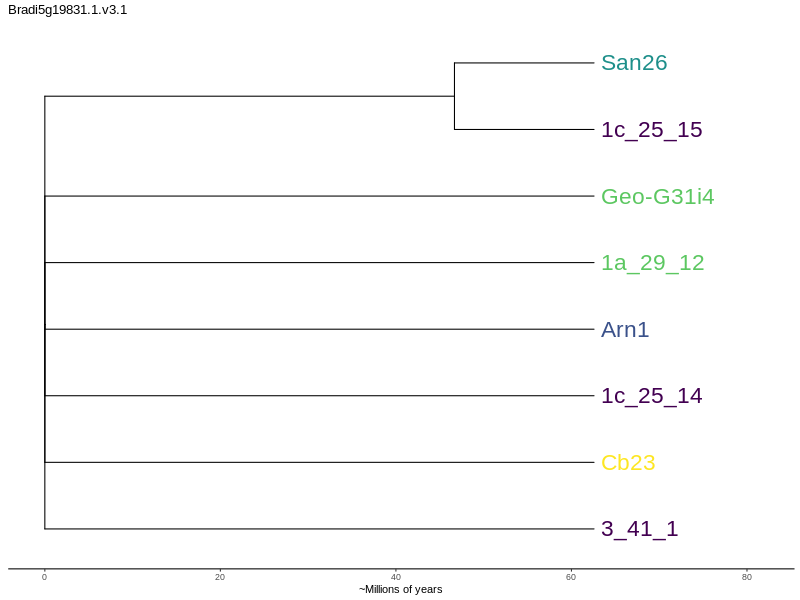 Bradi5g19831.1.v3.1
San26
1c_25_15
Geo-G31i4
1a_29_12
Arn1
1c_25_14
Cb23
3_41_1
0 20 40 60 80
~Millions of years